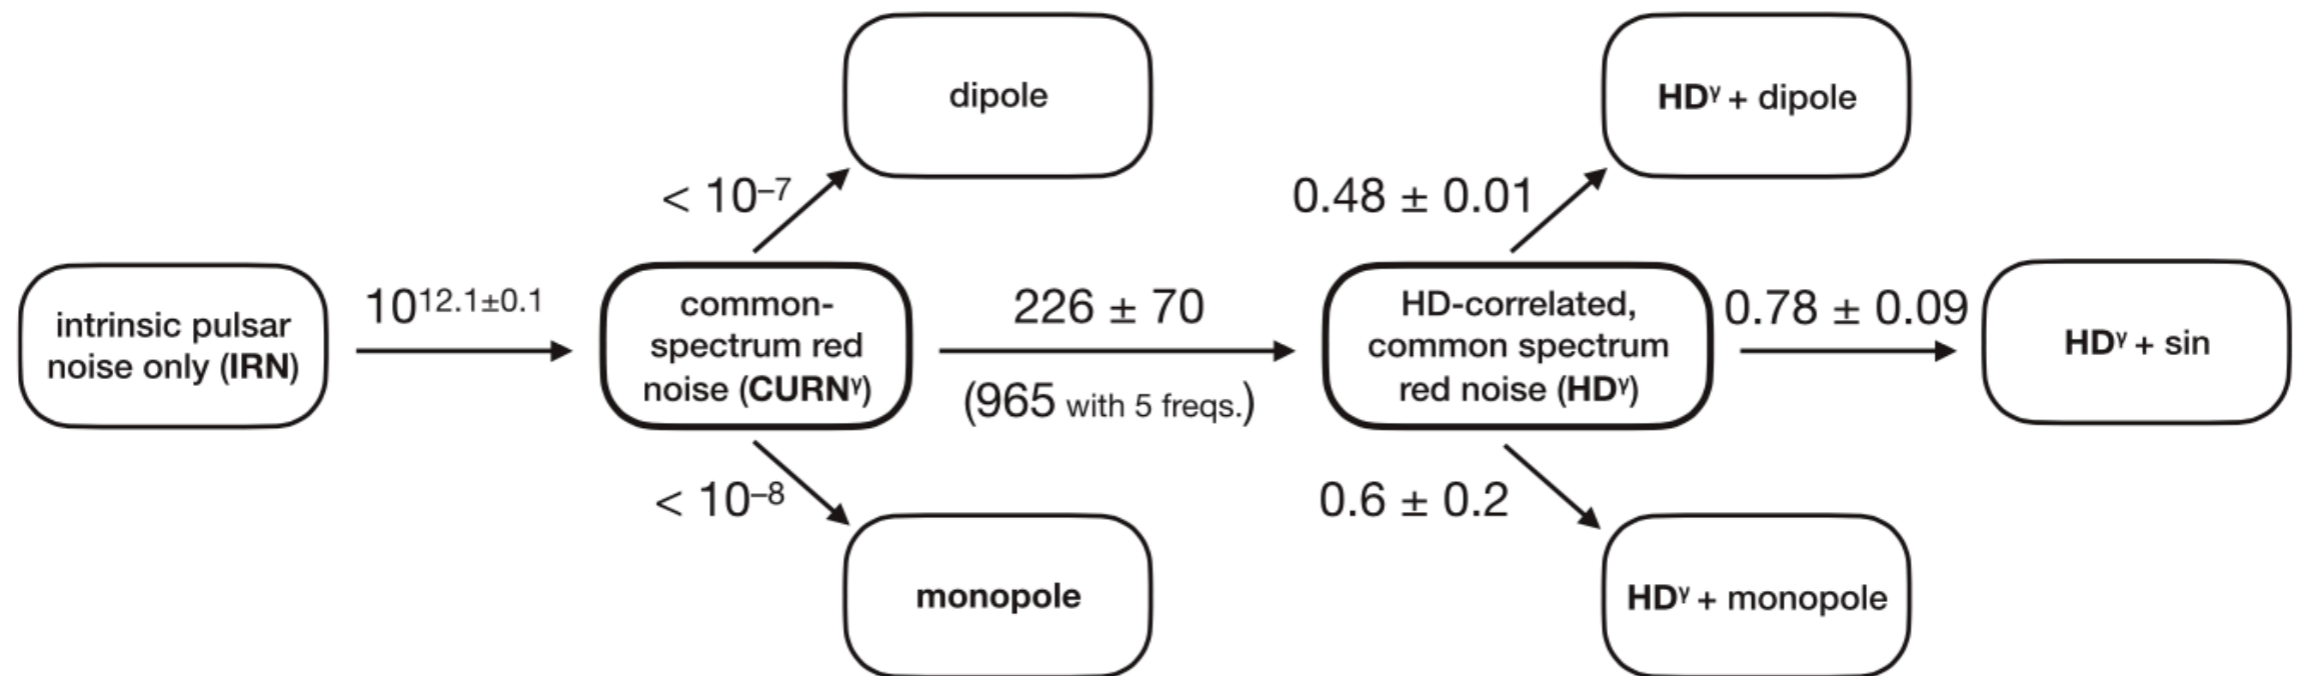 dipole
HDᵞ + dipole
< 10⁻⁷
0.48 ± 0.01
intrinsic pulsar
noise only (IRN)
10¹²·¹±⁰·¹
common-
spectrum red
noise (CURNᵞ)
226 ± 70
(965 with 5 freqs.)
HD-correlated,
common spectrum
red noise (HDᵞ)
0.78 ± 0.09
HDᵞ + sin
< 10⁻⁸
0.6 ± 0.2
monopole
HDᵞ + monopole